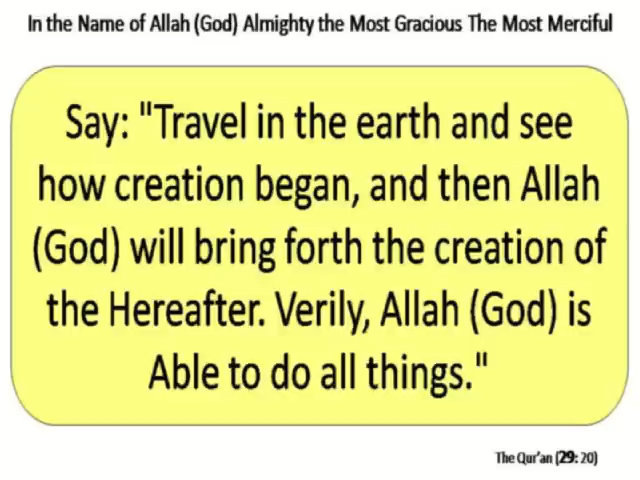 In the Name of Allah (God) Almighty the Most Gracious The Most Merciful
Say: "Travel in the earth and see
how creation began, and then Allah
(God) will bring forth the creation of
the Hereafter. Verily, Allah (God) is
Able to do all things."
The Qur'an (29: 20)